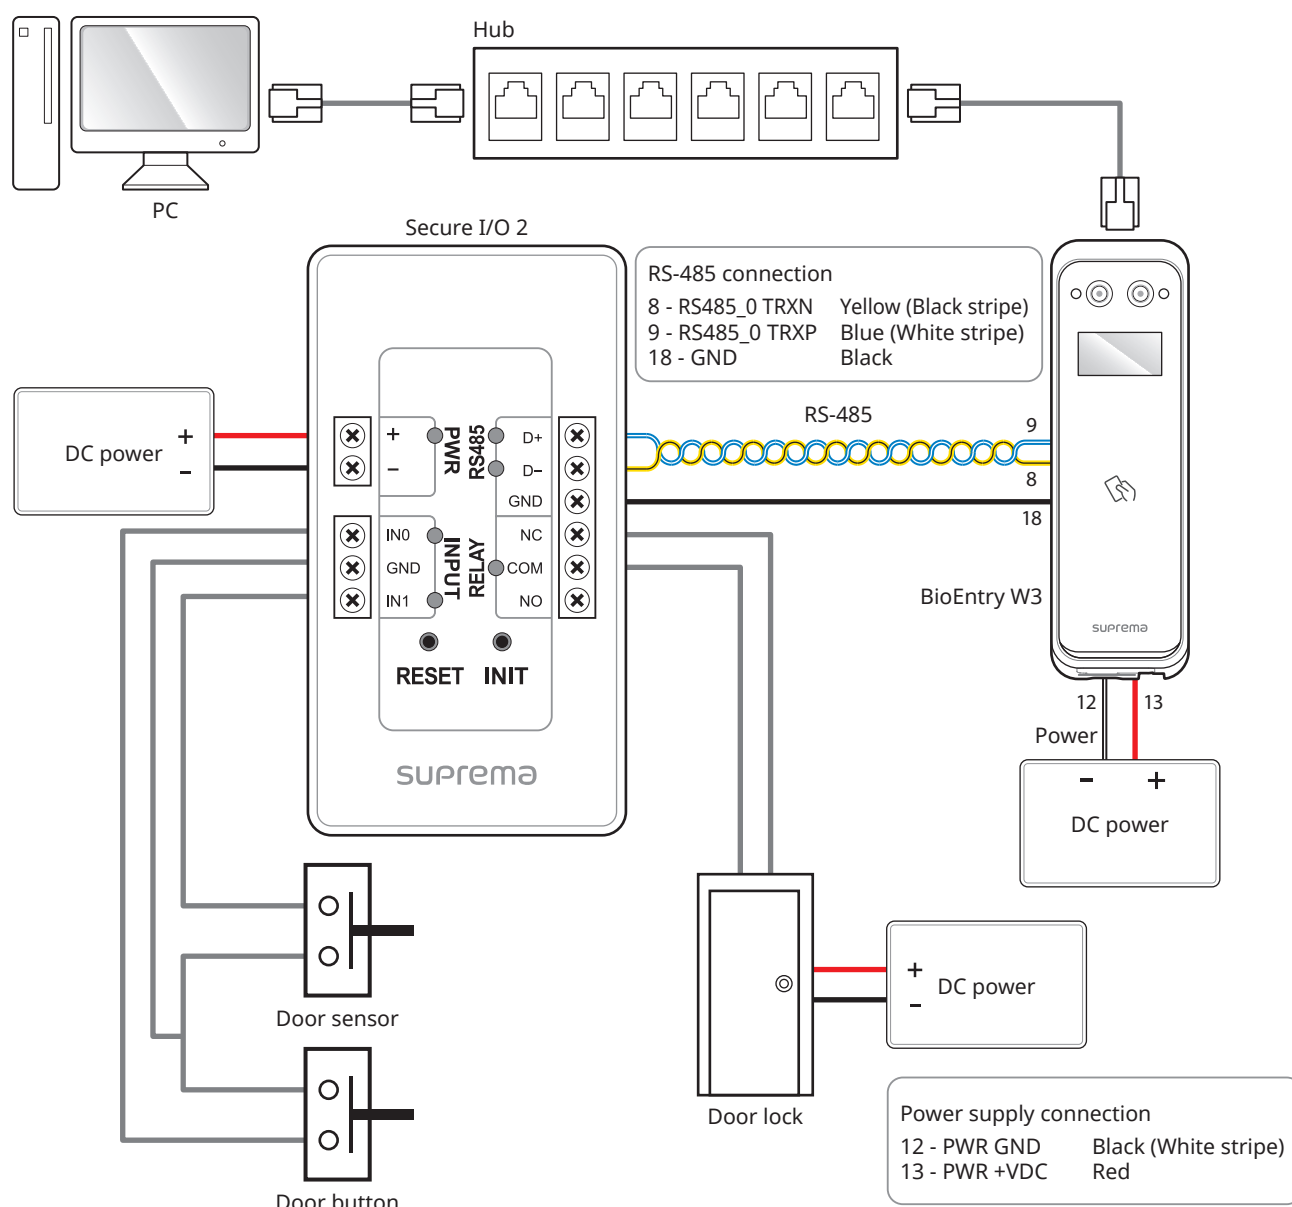 Hub
PC
Secure I/O 2
RS-485 connection
8 - RS485_0 TRXN Yellow (Black stripe)
9 - RS485_0 TRXP Blue (White stripe)
18 - GND Black
RS-485
9
8
18
DC power
+
-
+
-
PWR
RS485
D+
D-
GND
IN0
GND
IN1
INPUT
RELAY
NC
COM
NO
RESET INIT
suprema
BioEntry W3
suprema
12
13
Power
-
+
DC power
Door sensor
Door button
Door lock
+
-
DC power
Power supply connection
12 - PWR GND Black (White stripe)
13 - PWR +VDC Red